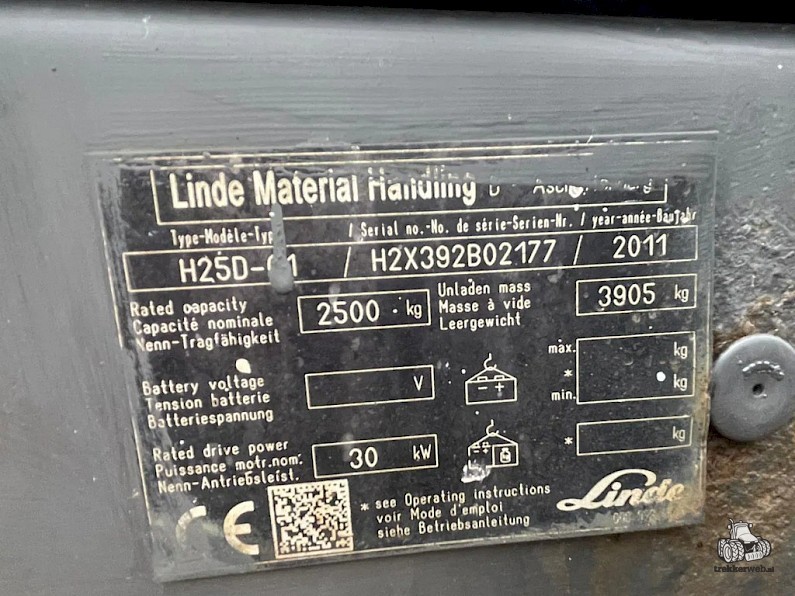 Linde Material Handling D
Type-Modèle-Typ / Serial no.-No. de série-Serien-Nr. / year-année-Baujahr
/ H2X392B02177 / 2011
Rated capacity
Capacité nominale
Nenn-Tragfähigkeit
2500 kg
Unladen mass
Masse à vide
Leergewicht
3905 kg
Battery voltage
Tension batterie
Batteriespannung
V
max. kg
*
min. kg
Rated drive power
Puissance motr.nom.
Nenn-Antriebsleist.
30 kW
* kg
CE
* see Operating instructions
voir Mode d'emploi
siehe Betriebsanleitung
Linde
trekkerweb.nl